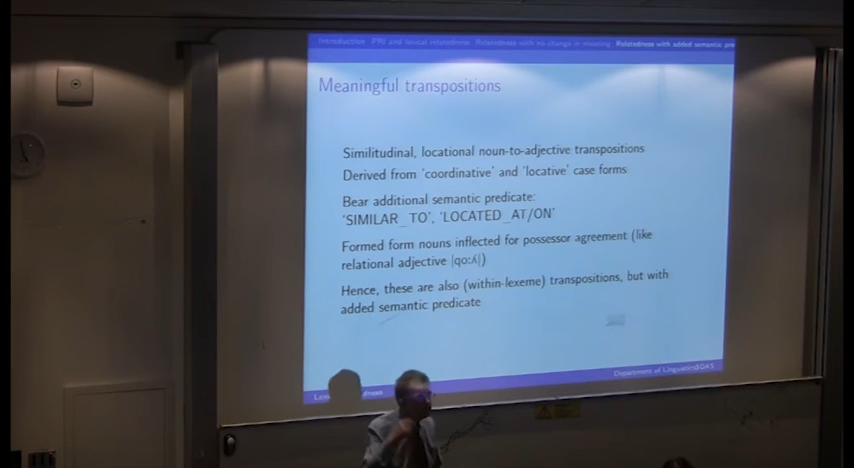 Introduction PRI and lexical relatedness Relatedness with no change in meaning Relatedness with added semantic pre
Meaningful transpositions
Similitudinal, locational noun-to-adjective transpositions
Derived from 'coordinative' and 'locative' case forms
Bear additional semantic predicate:
'SIMILAR_TO', 'LOCATED_AT/ON'
Formed form nouns inflected for possessor agreement (like
relational adjective |qoːʎ|)
Hence, these are also (within-lexeme) transpositions, but with
added semantic predicate
Department of Linguistics